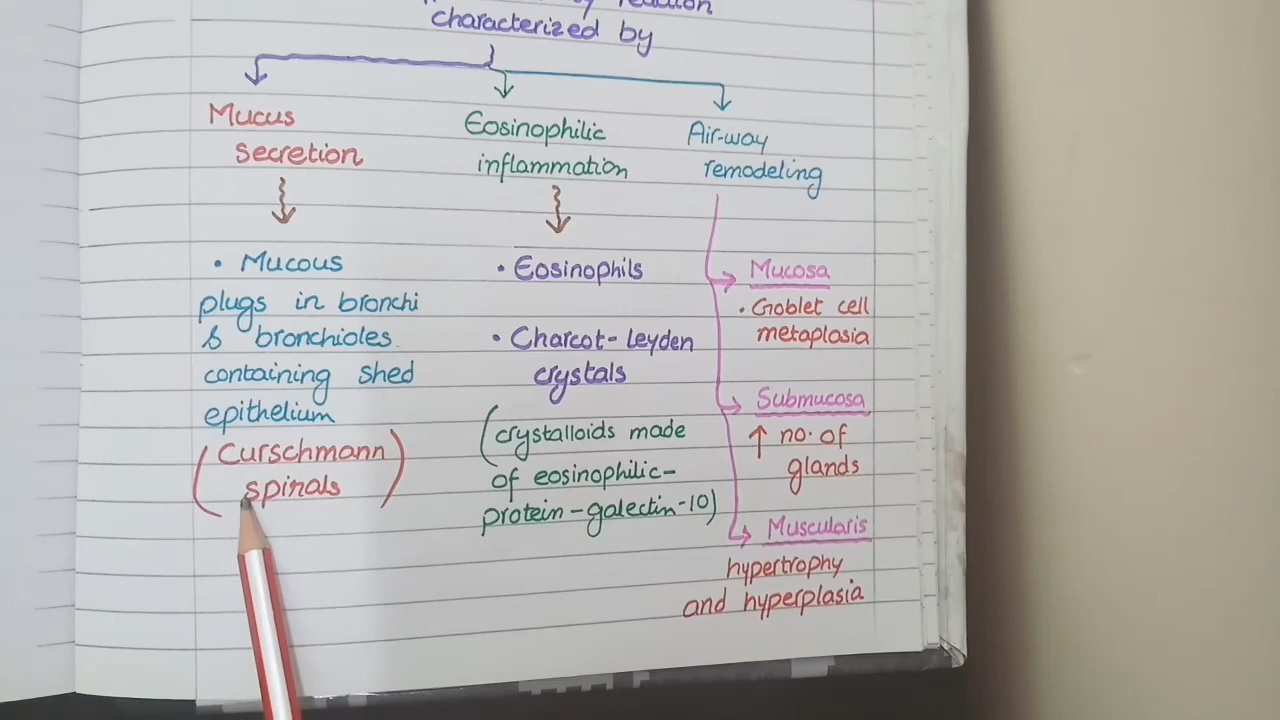 reaction
characterized by
Mucus
secretion
• Mucous
plugs in bronchi
& bronchioles.
containing shed
epithelium
(Curschmann
spirals)
Eosinophilic
inflammation
• Eosinophils
• Charcot-Leyden
crystals
(crystalloids made
of eosinophilic-
protein-galectin-10)
Air-way
remodeling
Mucosa
• Goblet cell
metaplasia
Submucosa
↑ no. of
glands
Muscularis
hypertrophy
and hyperplasia